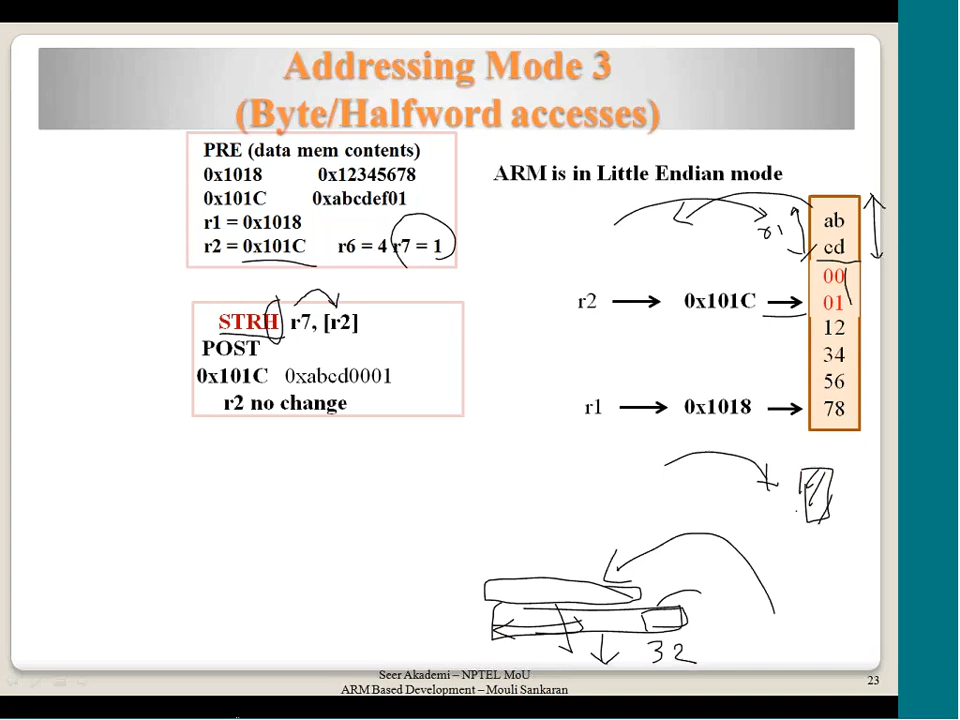 Addressing Mode 3
(Byte/Halfword accesses)
PRE (data mem contents)
0x1018 0x12345678
0x101C 0xabcdef01
r1 = 0x1018
r2 = 0x101C r6 = 4 r7 = 1
STRH r7, [r2]
POST
0x101C 0xabcd0001
r2 no change
ARM is in Little Endian mode
ab
cd
00
r2 0x101C 01
12
34
56
r1 0x1018 78
32
Seer Akademi – NPTEL MoU
ARM Based Development – Mouli Sankaran
23